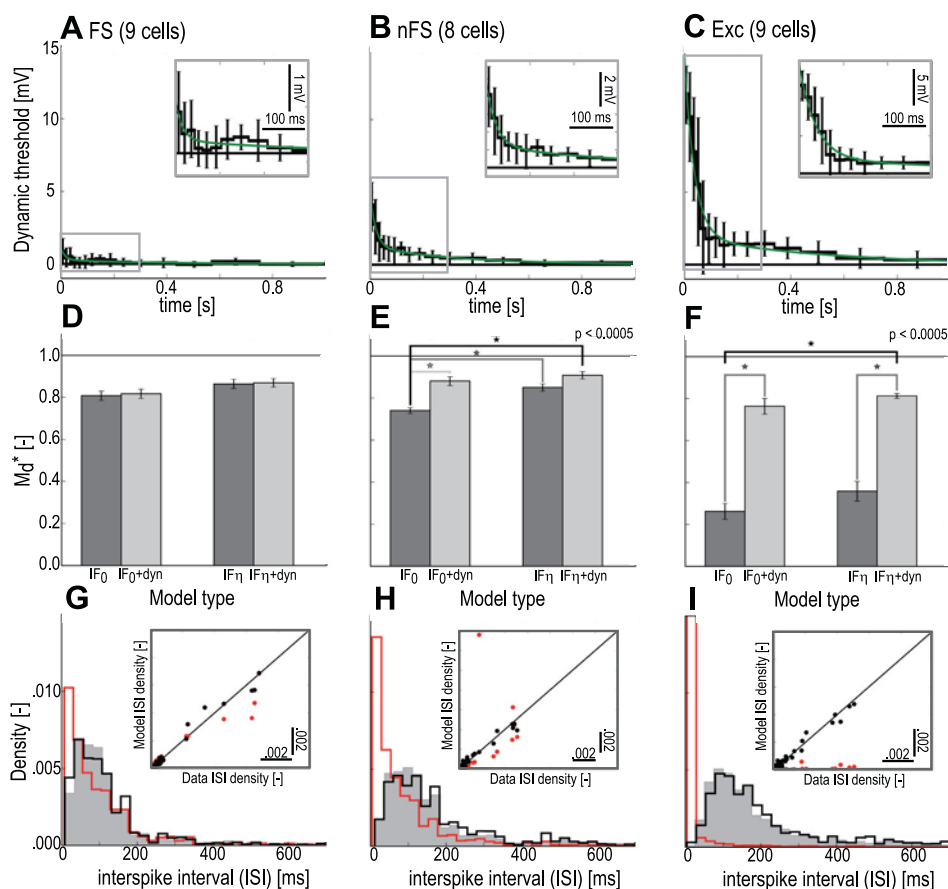 A FS (9 cells)
B nFS (8 cells)
C Exc (9 cells)
Dynamic threshold [mV]
15
10
5
0
1 mV
100 ms
2 mV
100 ms
5 mV
100 ms
0 0.4 0.6 0.8
time [s]
0 0.4 0.6 0.8
time [s]
0 0.4 0.6 0.8
time [s]
D
E
F
p < 0.0005
p < 0.0005
* * *
* * *
Md* [-]
1.0
0.8
0.6
0.4
0.2
0.0
IF0 IF0+dyn IFη IFη+dyn
IF0 IF0+dyn IFη IFη+dyn
IF0 IF0+dyn IFη IFη+dyn
Model type
Model type
G
H
I
Density [-]
.010
.005
.000
Model ISI density [-]
Data ISI density [-]
.002
.002
Model ISI density [-]
Data ISI density [-]
.002
.002
Model ISI density [-]
Data ISI density [-]
.002
.002
0 200 400 600
interspike interval (ISI) [ms]
0 200 400 600
interspike interval (ISI) [ms]
0 200 400 600
interspike interval (ISI) [ms]